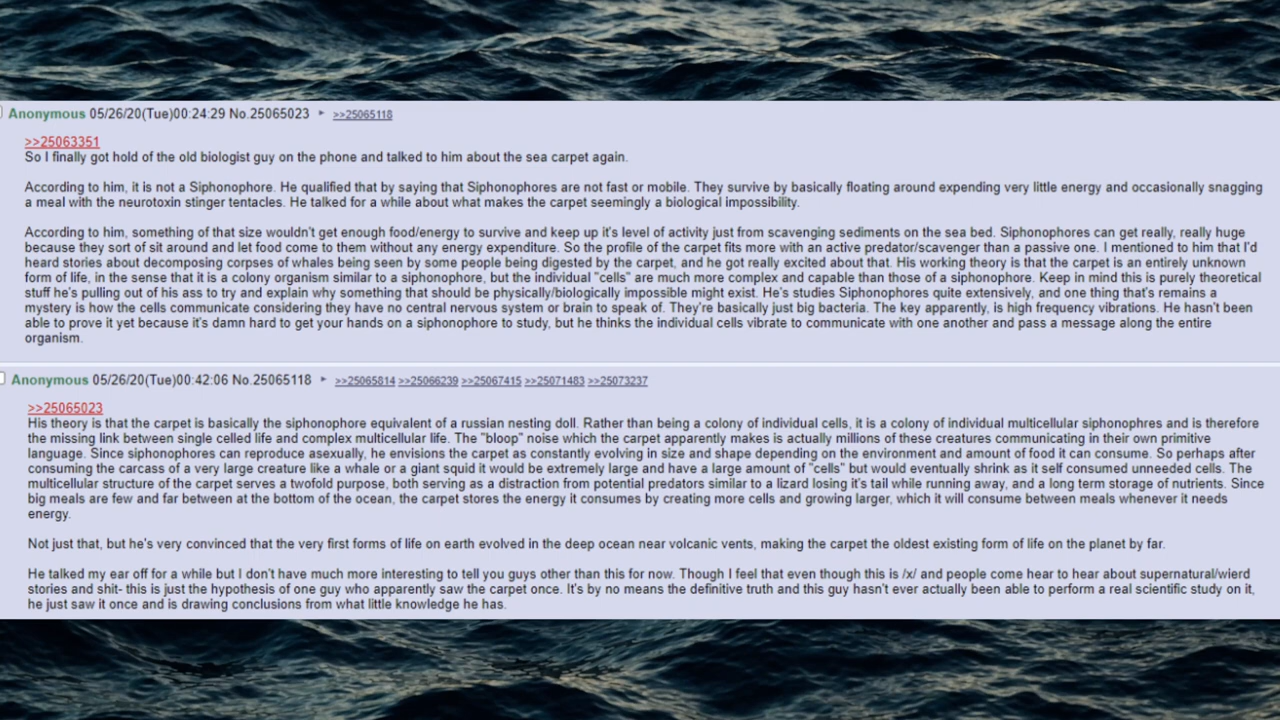 Anonymous 05/26/20(Tue)00:24:29 No.25065023 ▸ >>25065118
>>25063351
So I finally got hold of the old biologist guy on the phone and talked to him about the sea carpet again.
According to him, it is not a Siphonophore. He qualified that by saying that Siphonophores are not fast or mobile. They survive by basically floating around expending very little energy and occasionally snagging
a meal with the neurotoxin stinger tentacles. He talked for a while about what makes the carpet seemingly a biological impossibility.
According to him, something of that size wouldn't get enough food/energy to survive and keep up it's level of activity just from scavenging sediments on the sea bed. Siphonophores can get really, really huge
because they sort of sit around and let food come to them without any energy expenditure. So the profile of the carpet fits more with an active predator/scavenger than a passive one. I mentioned to him that I'd
heard stories about decomposing corpses of whales being seen by some people being digested by the carpet, and he got really excited about that. His working theory is that the carpet is an entirely unknown
form of life, in the sense that it is a colony organism similar to a siphonophore, but the individual "cells" are much more complex and capable than those of a siphonophore. Keep in mind this is purely theoretical
stuff he's pulling out of his ass to try and explain why something that should be physically/biologically impossible might exist. He's studies Siphonophores quite extensively, and one thing that's remains a
mystery is how the cells communicate considering they have no central nervous system or brain to speak of. They're basically just big bacteria. The key apparently, is high frequency vibrations. He hasn't been
able to prove it yet because it's damn hard to get your hands on a siphonophore to study, but he thinks the individual cells vibrate to communicate with one another and pass a message along the entire
organism.
Anonymous 05/26/20(Tue)00:42:06 No.25065118 ▸ >>25065814 >>25066239 >>25067415 >>25071483 >>25073237
>>25065023
His theory is that the carpet is basically the siphonophore equivalent of a russian nesting doll. Rather than being a colony of individual cells, it is a colony of individual multicellular siphonophres and is therefore
the missing link between single celled life and complex multicellular life. The "bloop" noise which the carpet apparently makes is actually millions of these creatures communicating in their own primitive
language. Since siphonophores can reproduce asexually, he envisions the carpet as constantly evolving in size and shape depending on the environment and amount of food it can consume. So perhaps after
consuming the carcass of a very large creature like a whale or a giant squid it would be extremely large and have a large amount of "cells" but would eventually shrink as it self consumed unneeded cells. The
multicellular structure of the carpet serves a twofold purpose, both serving as a distraction from potential predators similar to a lizard losing it's tail while running away, and a long term storage of nutrients. Since
big meals are few and far between at the bottom of the ocean, the carpet stores the energy it consumes by creating more cells and growing larger, which it will consume between meals whenever it needs
energy.
Not just that, but he's very convinced that the very first forms of life on earth evolved in the deep ocean near volcanic vents, making the carpet the oldest existing form of life on the planet by far.
He talked my ear off for a while but I don't have much more interesting to tell you guys other than this for now. Though I feel that even though this is /x/ and people come hear to hear about supernatural/wierd
stories and shit- this is just the hypothesis of one guy who apparently saw the carpet once. It's by no means the definitive truth and this guy hasn't ever actually been able to perform a real scientific study on it,
he just saw it once and is drawing conclusions from what little knowledge he has.